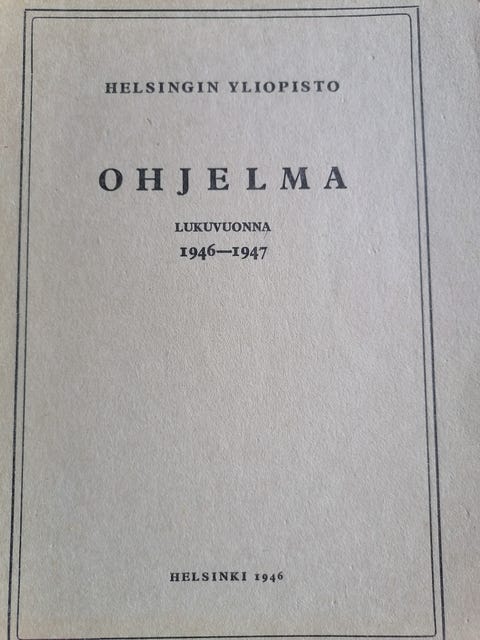 HELSINGIN YLIOPISTO
OHJELMA
LUKUVUONNA
1946—1947
HELSINKI 1946